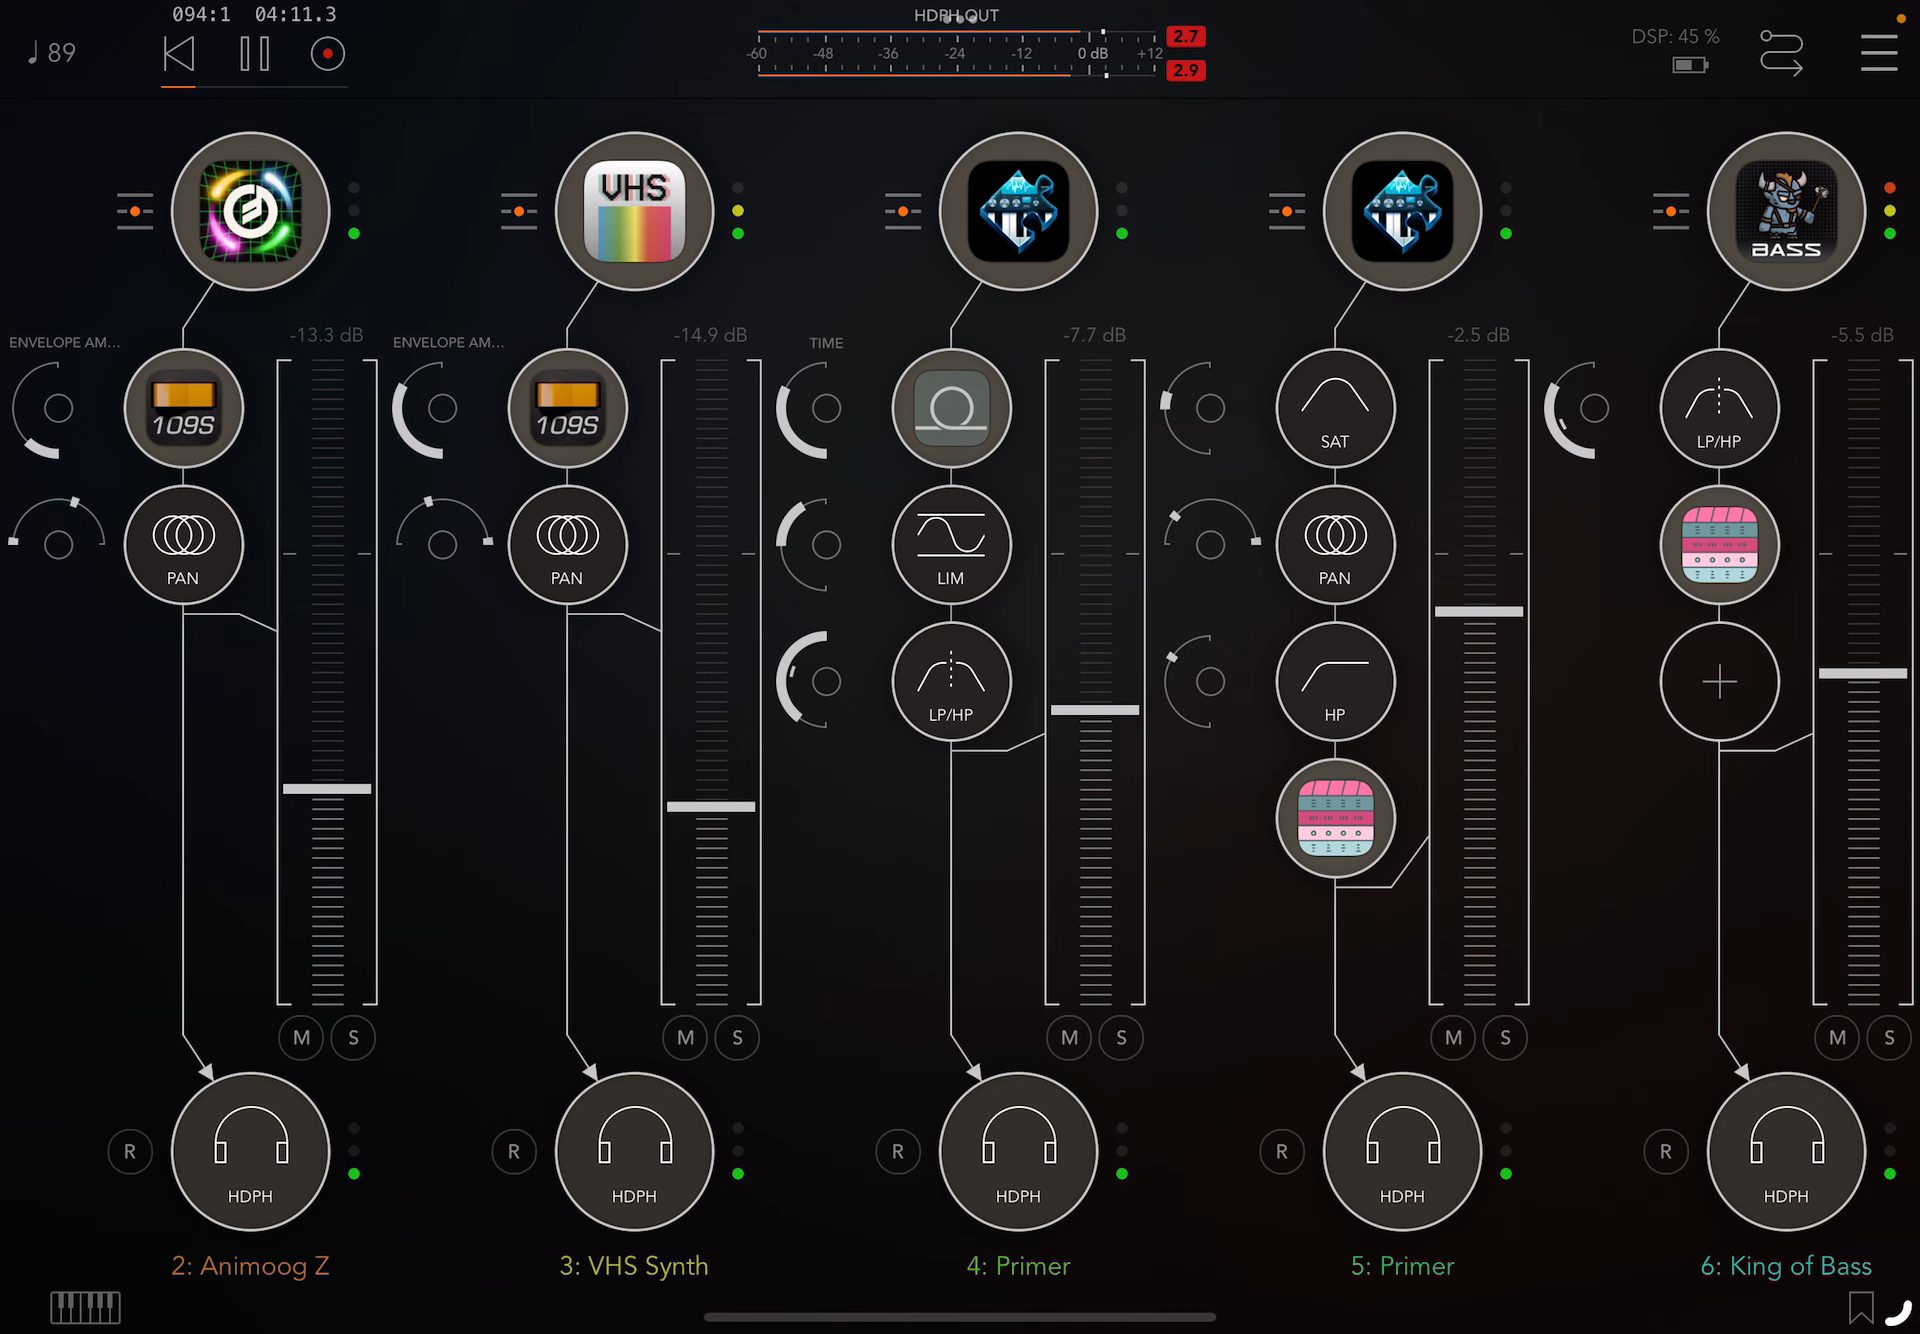 094:1 04:11.3
HDPH OUT
89
-60 -48 -36 -24 -12 0 dB +12
2.7
2.9
DSP: 45 %
VHS
BASS
ENVELOPE AM... -13.3 dB
ENVELOPE AM... -14.9 dB
TIME -7.7 dB
-2.5 dB
-5.5 dB
109S
109S
SAT
LP/HP
PAN
PAN
LIM
PAN
LP/HP
HP
M S
M S
M S
M S
M S
R HDPH
R HDPH
R HDPH
R HDPH
R HDPH
2: Animoog Z
3: VHS Synth
4: Primer
5: Primer
6: King of Bass